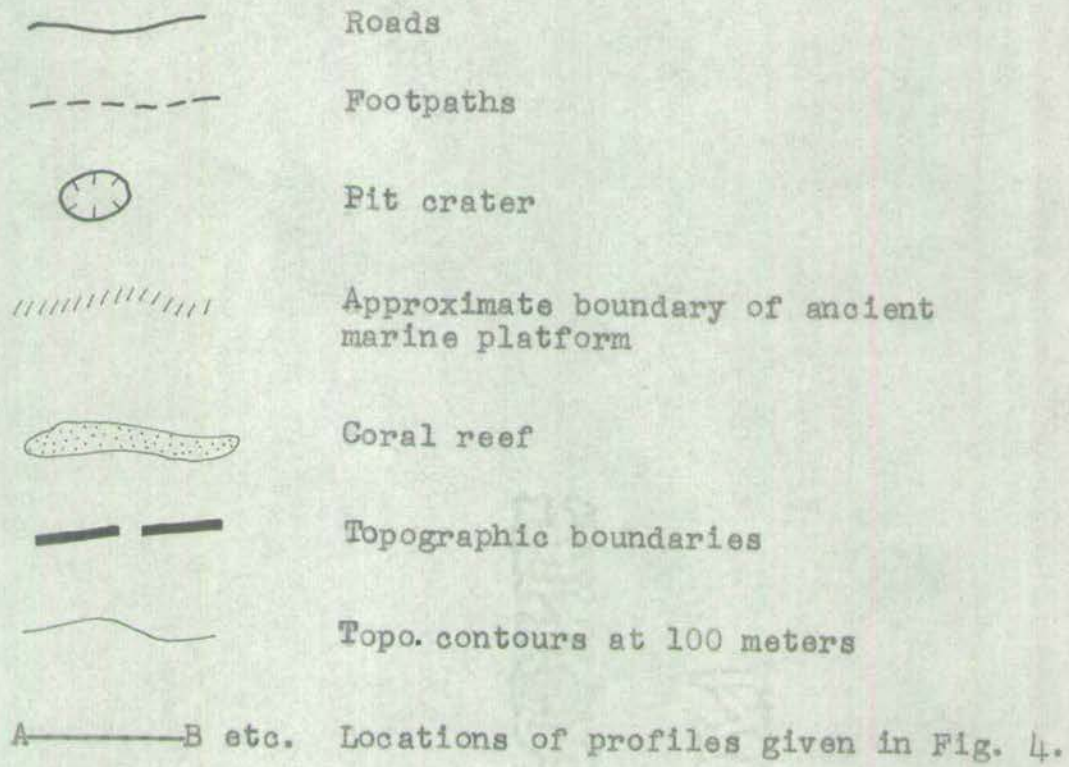 Roads
Footpaths
Pit crater
Approximate boundary of ancient
marine platform
Coral reef
Topographic boundaries
Topo. contours at 100 meters
A B etc. Locations of profiles given in Fig. 4.